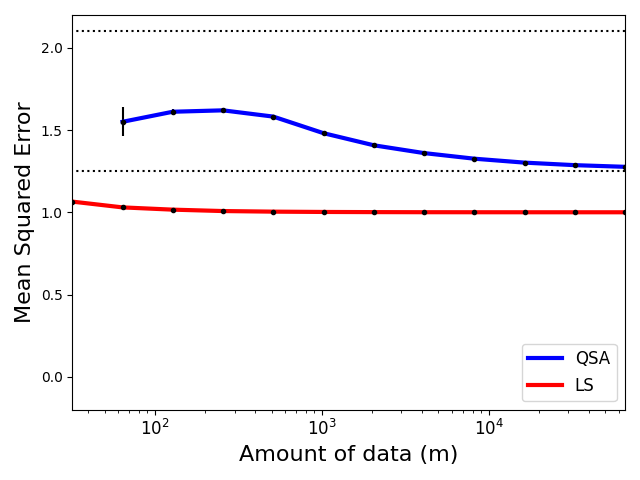 Mean Squared Error
2.0
1.5
1.0
0.5
0.0
QSA
LS
10²
10³
10⁴
Amount of data (m)